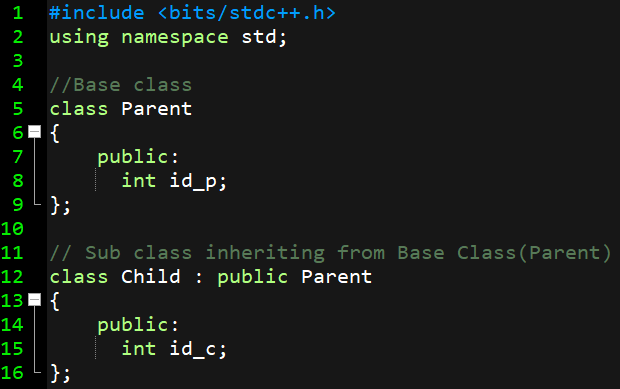 1 #include <bits/stdc++.h>
2 using namespace std;
3
4 //Base class
5 class Parent
6 {
7     public:
8       int id_p;
9 };
10
11 // Sub class inheriting from Base Class(Parent)
12 class Child : public Parent
13 {
14     public:
15       int id_c;
16 };